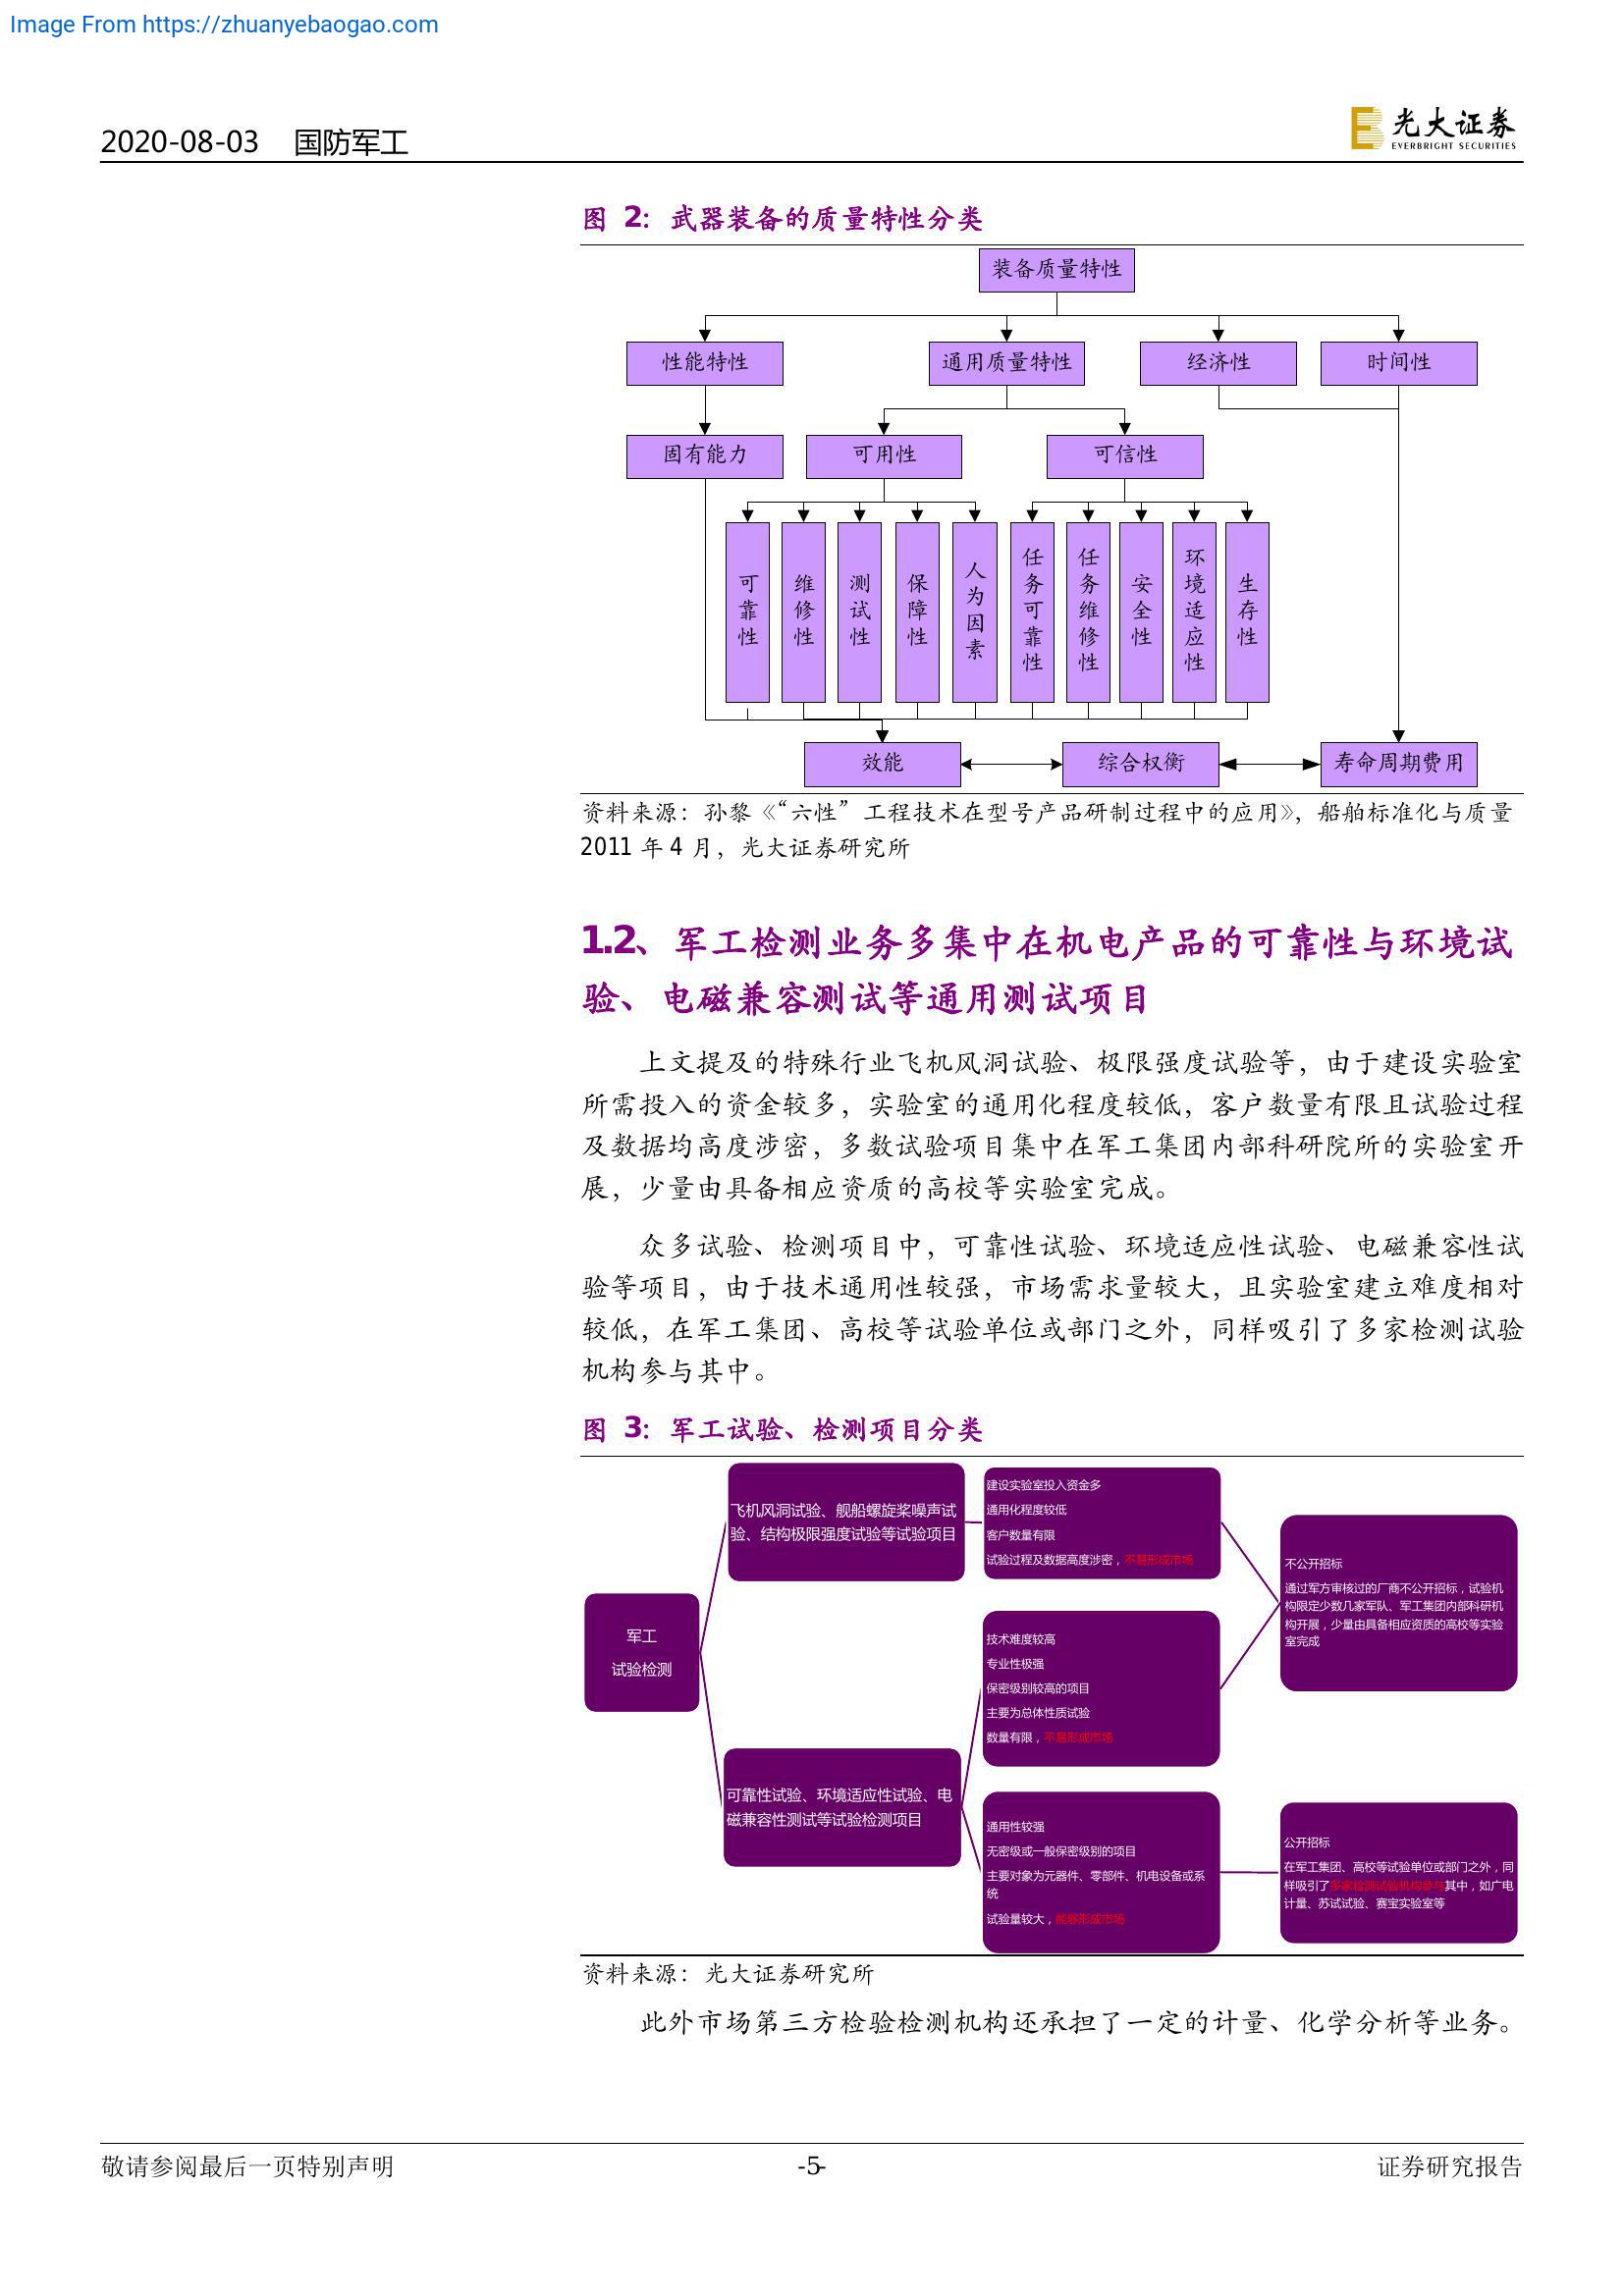 Image From https://zhuanyebaogao.com
2020-08-03 国防军工
光大证券
EVERBRIGHT SECURITIES
图 2：武器装备的质量特性分类
装备质量特性
性能特性
通用质量特性
经济性
时间性
固有能力
可用性
可信性
可靠性
维修性
测试性
保障性
人为因素
任务可靠性
任务维修性
安全性
环境适应性
生存性
效能
综合权衡
寿命周期费用
资料来源：孙黎《“六性”工程技术在型号产品研制过程中的应用》，船舶标准化与质量
2011 年 4 月，光大证券研究所
1.2、军工检测业务多集中在机电产品的可靠性与环境试
验、电磁兼容测试等通用测试项目
上文提及的特殊行业飞机风洞试验、极限强度试验等，由于建设实验室
所需投入的资金较多，实验室的通用化程度较低，客户数量有限且试验过程
及数据均高度涉密，多数试验项目集中在军工集团内部科研院所的实验室开
展，少量由具备相应资质的高校等实验室完成。
众多试验、检测项目中，可靠性试验、环境适应性试验、电磁兼容性试
验等项目，由于技术通用性较强，市场需求量较大，且实验室建立难度相对
较低，在军工集团、高校等试验单位或部门之外，同样吸引了多家检测试验
机构参与其中。
图 3：军工试验、检测项目分类
军工
试验检测
飞机风洞试验、舰船螺旋桨噪声试
验、结构极限强度试验等试验项目
建设实验室投入资金多
通用化程度较低
客户数量有限
试验过程及数据高度涉密，不易形成市场
不公开招标
通过军方审核过的厂商不公开招标，试验机
构限定少数几家军队、军工集团内部科研机
构开展，少量由具备相应资质的高校等实验
室完成
技术难度较高
专业性极强
保密级别较高的项目
主要为总体性质试验
数量有限，不易形成市场
可靠性试验、环境适应性试验、电
磁兼容性测试等试验检测项目
通用性较强
无密级或一般保密级别的项目
主要对象为元器件、零部件、机电设备或系
统
试验量较大，能够形成市场
公开招标
在军工集团、高校等试验单位或部门之外，同
样吸引了多家检测试验机构参与其中，如广电
计量、苏试试验、赛宝实验室等
资料来源：光大证券研究所
此外市场第三方检验检测机构还承担了一定的计量、化学分析等业务。
敬请参阅最后一页特别声明
-5-
证券研究报告